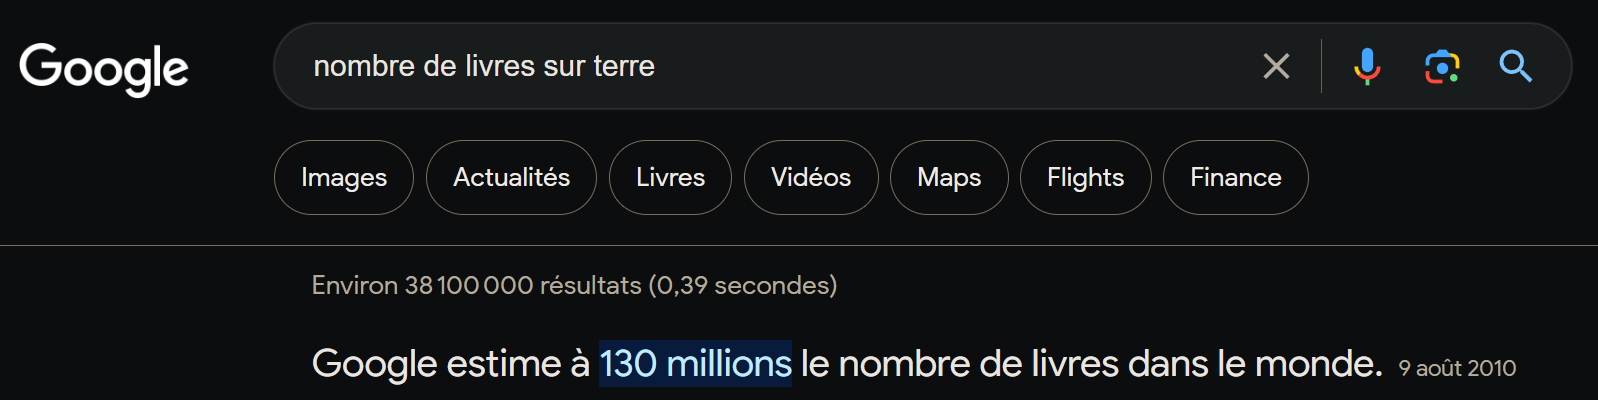 Google
nombre de livres sur terre
Images Actualités Livres Vidéos Maps Flights Finance
Environ 38 100 000 résultats (0,39 secondes)
Google estime à 130 millions le nombre de livres dans le monde. 9 août 2010